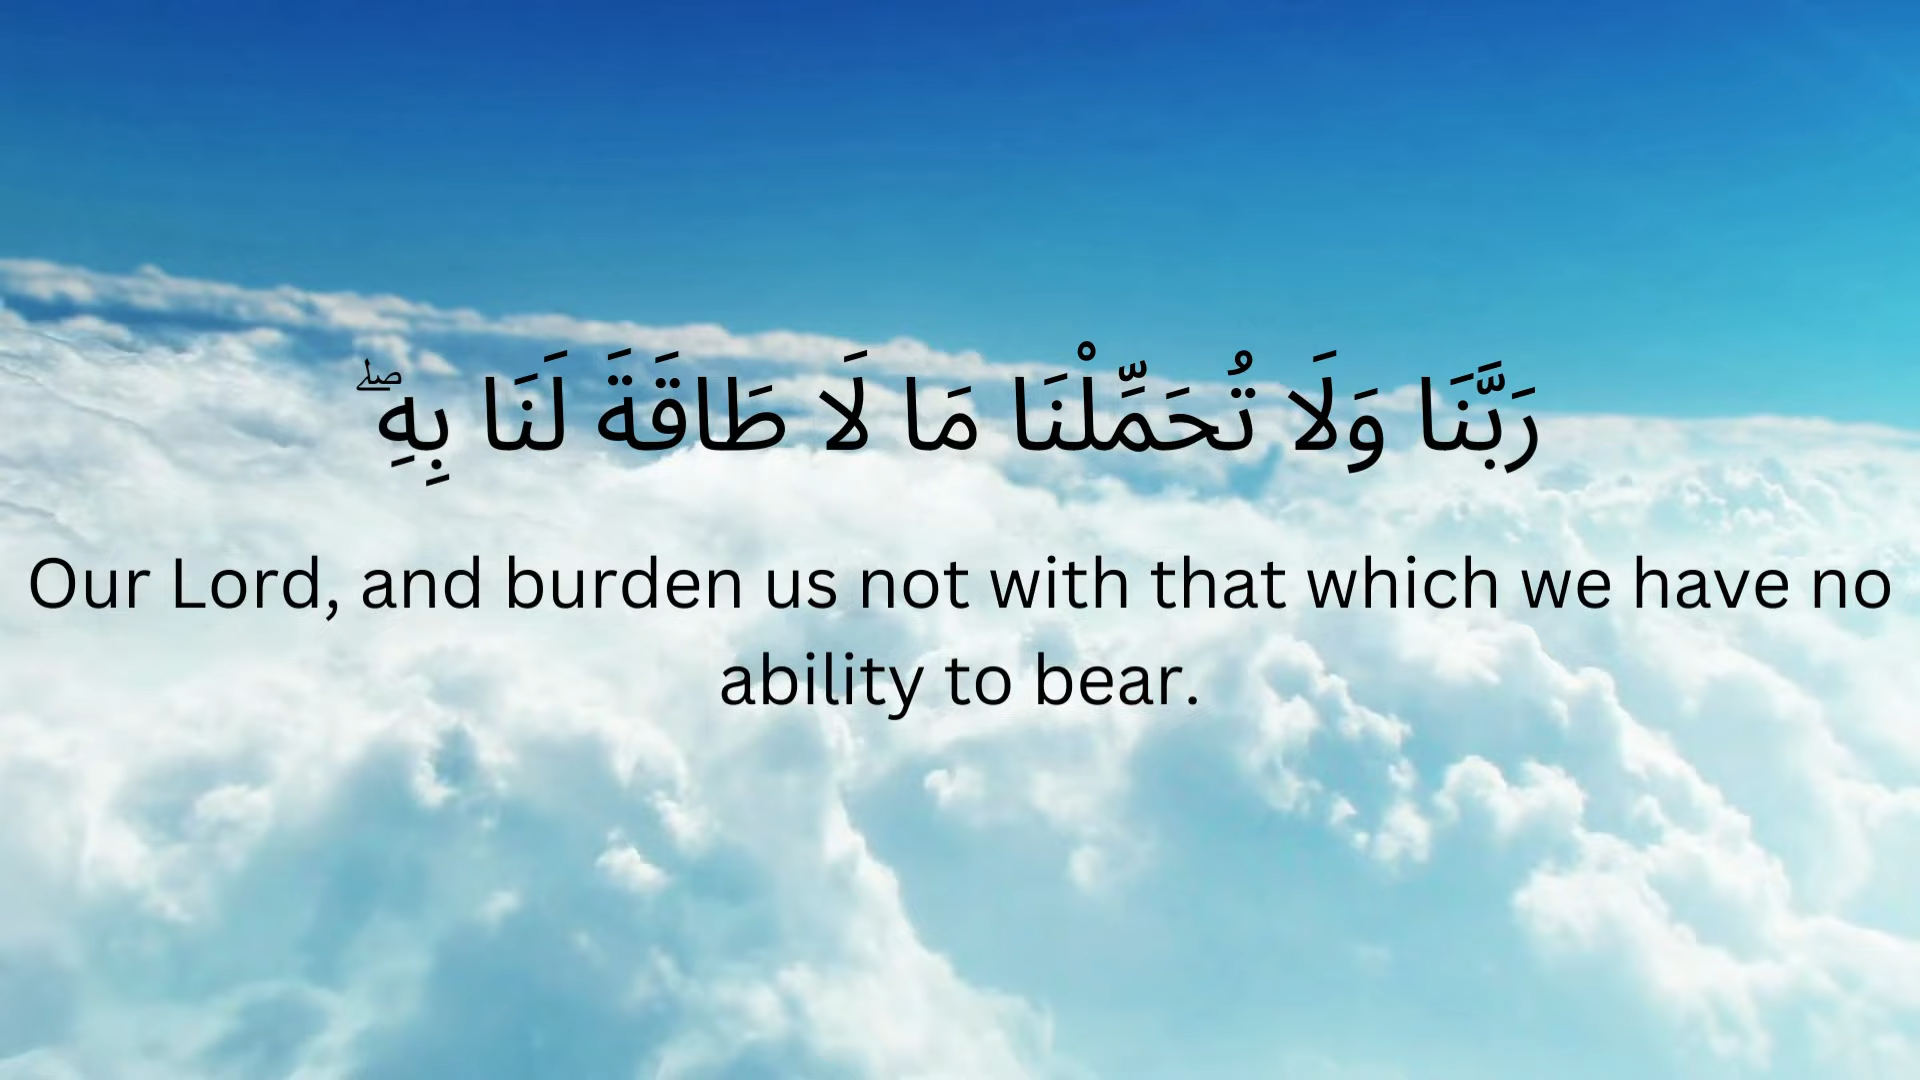 رَبَّنَا وَلَا تُحَمِّلْنَا مَا لَا طَاقَةَ لَنَا بِهِۖ
Our Lord, and burden us not with that which we have no
ability to bear.